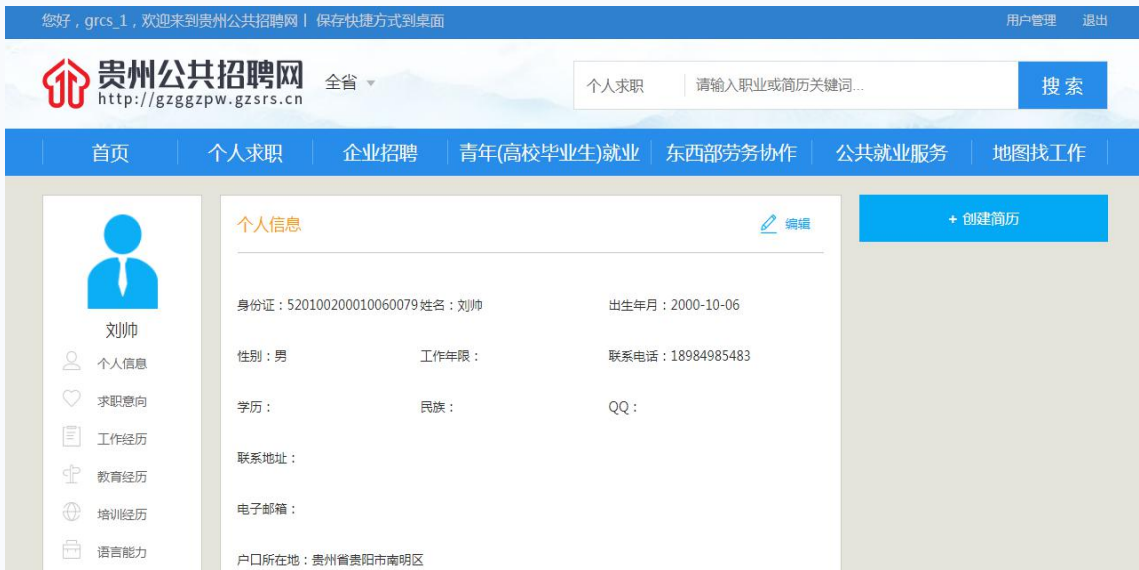 您好，grcs_1，欢迎来到贵州公共招聘网丨 保存快捷方式到桌面
用户管理 退出
贵州公共招聘网
http://gzggzpw.gzsrs.cn
全省
个人求职 请输入职业或简历关键词... 搜索
首页 个人求职 企业招聘 青年(高校毕业生)就业 东西部劳务协作 公共就业服务 地图找工作
刘帅
个人信息
求职意向
工作经历
教育经历
培训经历
语言能力
个人信息 编辑
身份证：520100200010060079 姓名：刘帅 出生年月：2000-10-06
性别：男 工作年限： 联系电话：18984985483
学历： 民族： QQ：
联系地址：
电子邮箱：
户口所在地：贵州省贵阳市南明区
+ 创建简历